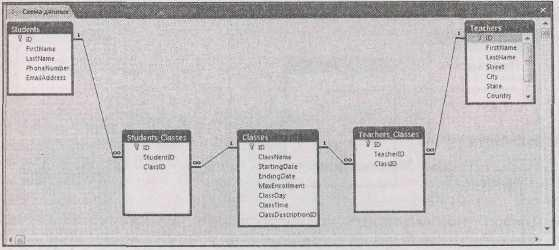 Схема данных
Students
ID
FirstName
LastName
PhoneNumber
EmailAddress
1
Teachers
ID
FirstName
LastName
Street
City
State
Country
1
Students_Classes
ID
StudentID
ClassID
∞
∞
Classes
ID
ClassName
StartingDate
EndingDate
MaxEnrollment
ClassDay
ClassTime
ClassDescriptionID
1
1
Teachers_Classes
ID
TeacherID
ClassID
∞
∞